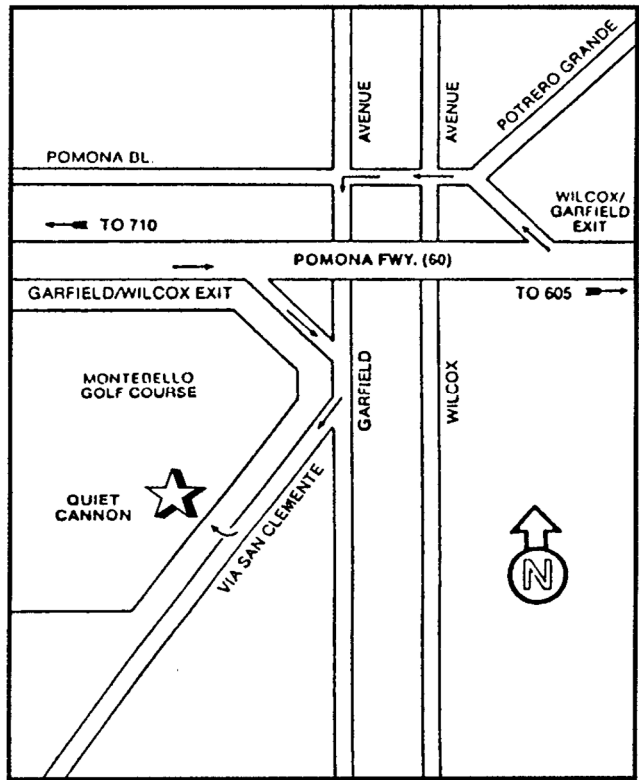 POTRERO GRANDE
AVENUE
AVENUE
POMONA BL.
WILCOX/
GARFIELD
EXIT
TO 710
POMONA FWY. (60)
GARFIELD/WILCOX EXIT
TO 605
MONTEBELLO
GOLF COURSE
GARFIELD
WILCOX
QUIET
CANNON
VIA SAN CLEMENTE
N